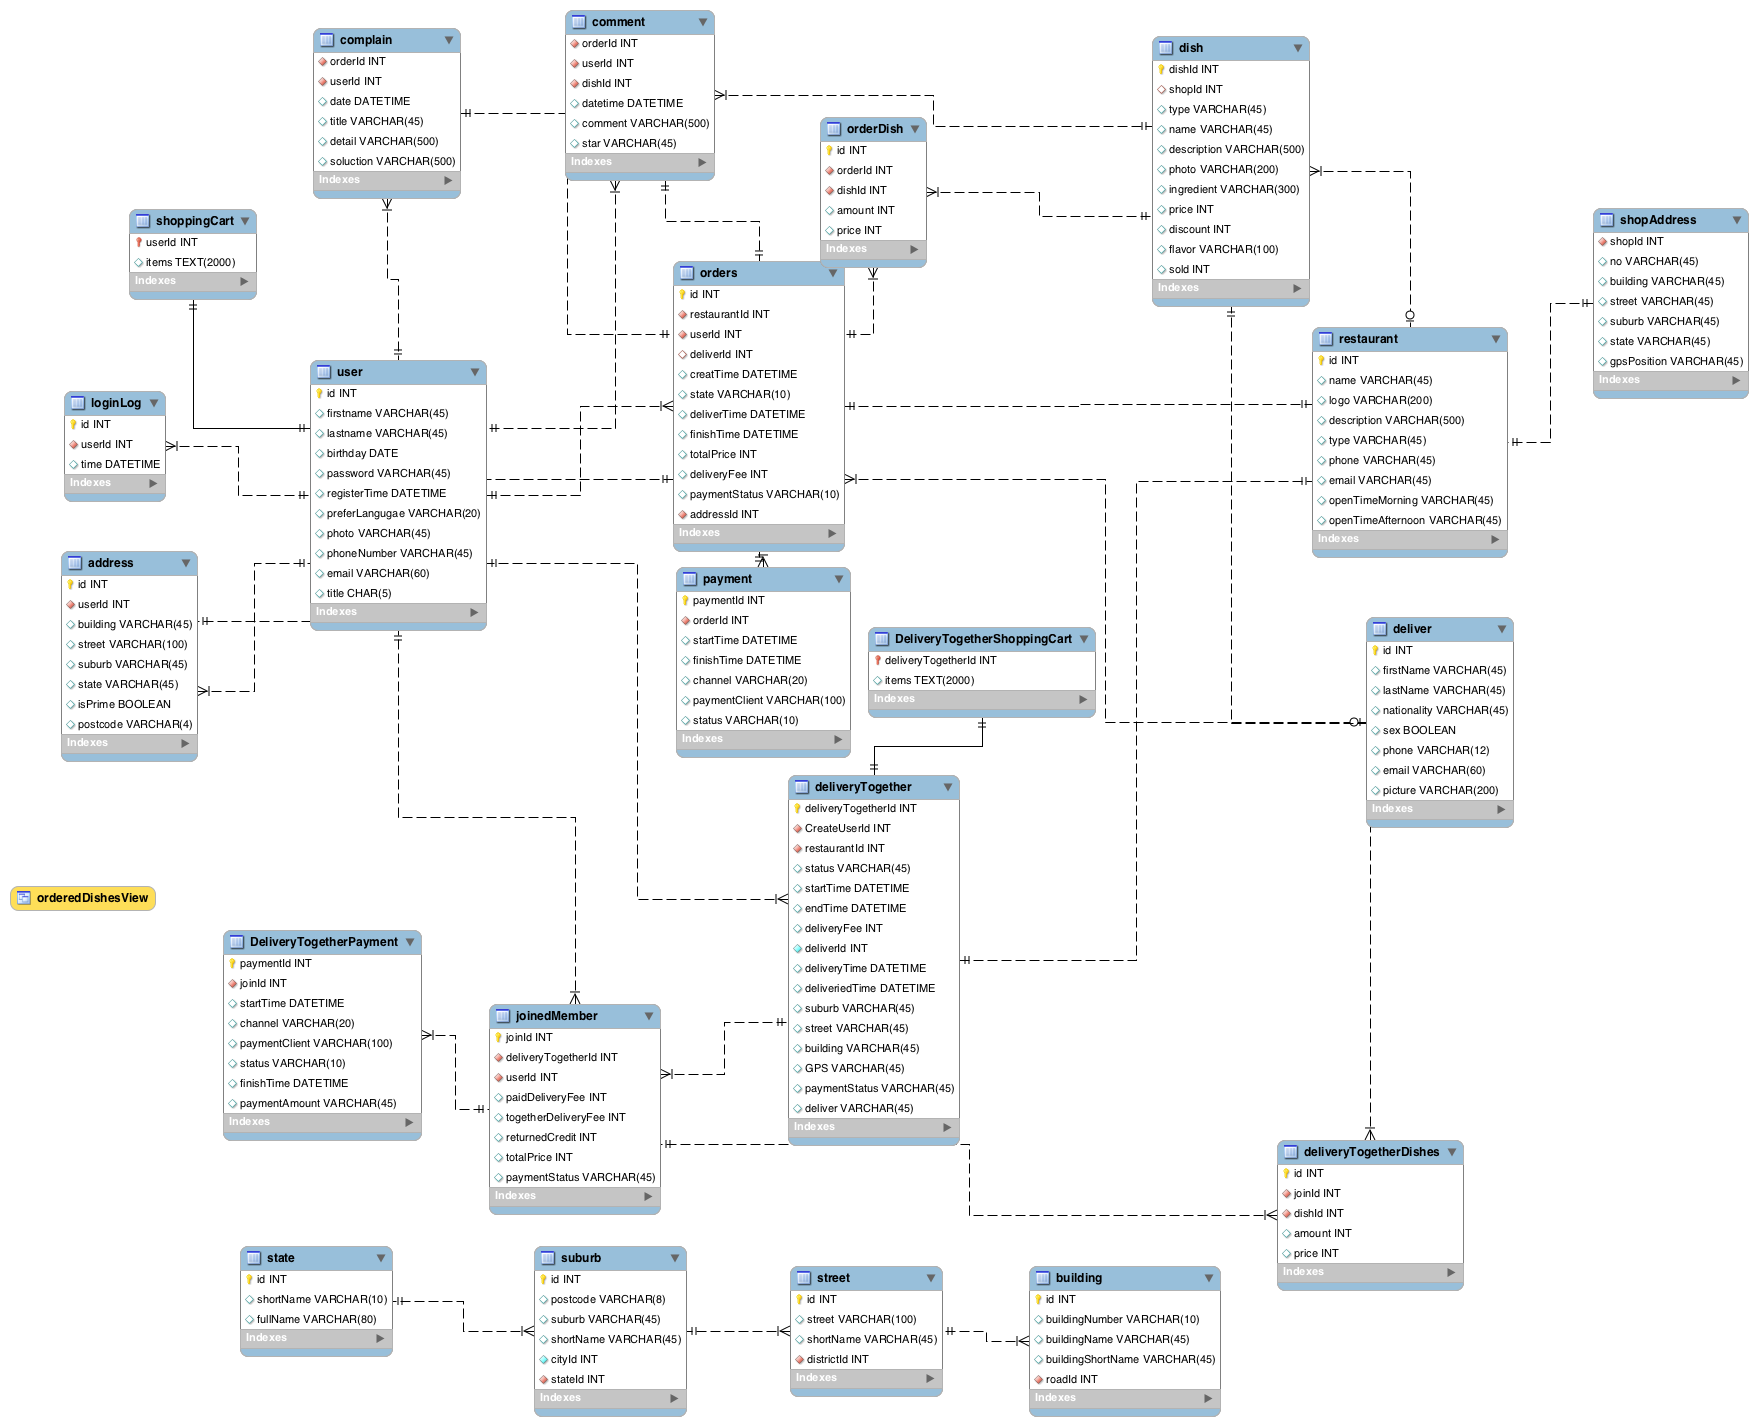 complain
orderId INT
userId INT
date DATETIME
title VARCHAR(45)
detail VARCHAR(500)
soluction VARCHAR(500)
Indexes
comment
orderId INT
userId INT
dishId INT
datetime DATETIME
comment VARCHAR(500)
star VARCHAR(45)
Indexes
orderDish
id INT
orderId INT
dishId INT
amount INT
price INT
Indexes
dish
dishId INT
shopId INT
type VARCHAR(45)
name VARCHAR(45)
description VARCHAR(500)
photo VARCHAR(200)
ingredient VARCHAR(300)
price INT
discount INT
flavor VARCHAR(100)
sold INT
Indexes
shoppingCart
userId INT
items TEXT(2000)
Indexes
shopAddress
shopId INT
no VARCHAR(45)
building VARCHAR(45)
street VARCHAR(45)
suburb VARCHAR(45)
state VARCHAR(45)
gpsPosition VARCHAR(45)
Indexes
orders
id INT
restaurantId INT
userId INT
deliverId INT
creatTime DATETIME
state VARCHAR(10)
deliverTime DATETIME
finishTime DATETIME
totalPrice INT
deliveryFee INT
paymentStatus VARCHAR(10)
addressId INT
Indexes
restaurant
id INT
name VARCHAR(45)
logo VARCHAR(200)
description VARCHAR(500)
type VARCHAR(45)
phone VARCHAR(45)
email VARCHAR(45)
openTimeMorning VARCHAR(45)
openTimeAfternoon VARCHAR(45)
Indexes
user
id INT
firstname VARCHAR(45)
lastname VARCHAR(45)
birthday DATE
password VARCHAR(45)
registerTime DATETIME
preferLangugae VARCHAR(20)
photo VARCHAR(45)
phoneNumber VARCHAR(45)
email VARCHAR(60)
title CHAR(5)
Indexes
loginLog
id INT
userId INT
time DATETIME
Indexes
address
id INT
userId INT
building VARCHAR(45)
street VARCHAR(100)
suburb VARCHAR(45)
state VARCHAR(45)
isPrime BOOLEAN
postcode VARCHAR(4)
Indexes
payment
paymentId INT
orderId INT
startTime DATETIME
finishTime DATETIME
channel VARCHAR(20)
paymentClient VARCHAR(100)
status VARCHAR(10)
Indexes
DeliveryTogetherShoppingCart
deliveryTogetherId INT
items TEXT(2000)
Indexes
deliver
id INT
firstName VARCHAR(45)
lastName VARCHAR(45)
nationality VARCHAR(45)
sex BOOLEAN
phone VARCHAR(12)
email VARCHAR(60)
picture VARCHAR(200)
Indexes
deliveryTogether
deliveryTogetherId INT
CreateUserId INT
restaurantId INT
status VARCHAR(45)
startTime DATETIME
endTime DATETIME
deliveryFee INT
deliverId INT
deliveryTime DATETIME
deliveriedTime DATETIME
suburb VARCHAR(45)
street VARCHAR(45)
building VARCHAR(45)
GPS VARCHAR(45)
paymentStatus VARCHAR(45)
deliver VARCHAR(45)
Indexes
orderedDishesView
DeliveryTogetherPayment
paymentId INT
joinId INT
startTime DATETIME
channel VARCHAR(20)
paymentClient VARCHAR(100)
status VARCHAR(10)
finishTime DATETIME
paymentAmount VARCHAR(45)
Indexes
joinedMember
joinId INT
deliveryTogetherId INT
userId INT
paidDeliveryFee INT
togetherDeliveryFee INT
returnedCredit INT
totalPrice INT
paymentStatus VARCHAR(45)
Indexes
deliveryTogetherDishes
id INT
joinId INT
dishId INT
amount INT
price INT
Indexes
state
id INT
shortName VARCHAR(10)
fullName VARCHAR(80)
Indexes
suburb
id INT
postcode VARCHAR(8)
suburb VARCHAR(45)
shortName VARCHAR(45)
cityId INT
stateId INT
Indexes
street
id INT
street VARCHAR(100)
shortName VARCHAR(45)
districtId INT
Indexes
building
id INT
buildingNumber VARCHAR(10)
buildingName VARCHAR(45)
buildingShortName VARCHAR(45)
roadId INT
Indexes